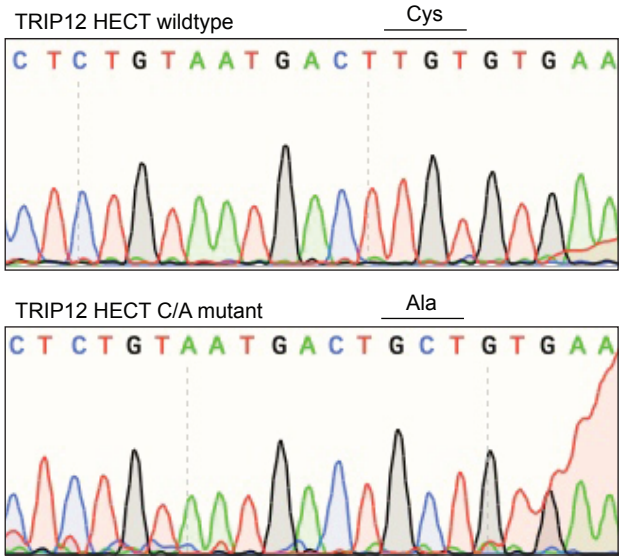 TRIP12 HECT wildtype Cys
C T C T G T A A T G A C T T G T G T G A A
TRIP12 HECT C/A mutant Ala
C T C T G T A A T G A C T G C T G T G A A